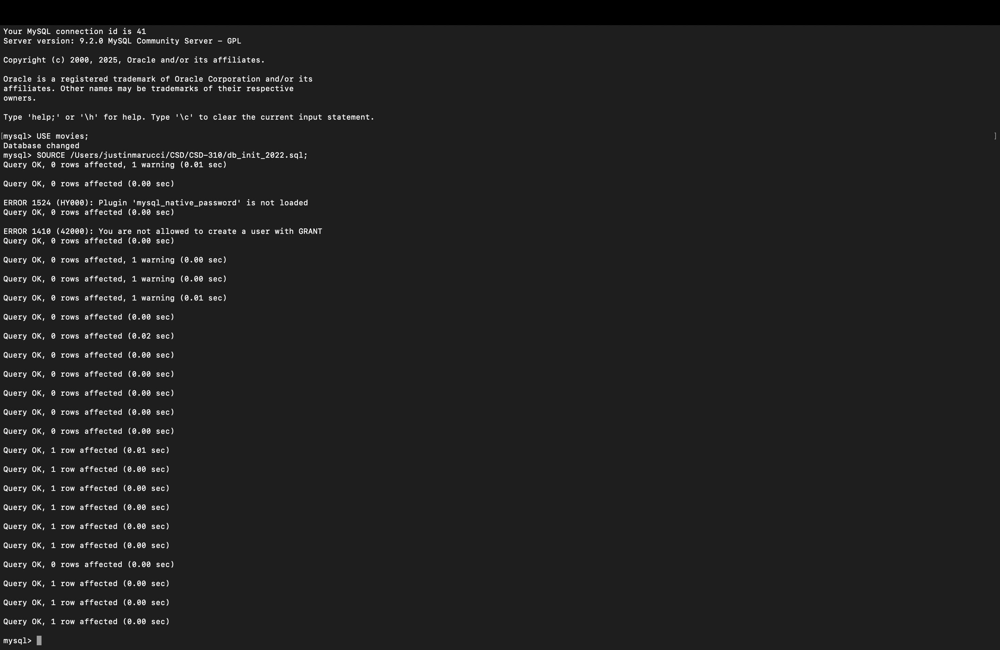 Your MySQL connection id is 41
Server version: 9.2.0 MySQL Community Server - GPL
Copyright (c) 2000, 2025, Oracle and/or its affiliates.
Oracle is a registered trademark of Oracle Corporation and/or its
affiliates. Other names may be trademarks of their respective
owners.
Type 'help;' or '\h' for help. Type '\c' to clear the current input statement.
[mysql> USE movies; ]
Database changed
mysql> SOURCE /Users/justinmarucci/CSD/CSD-310/db_init_2022.sql;
Query OK, 0 rows affected, 1 warning (0.01 sec)
Query OK, 0 rows affected (0.00 sec)
ERROR 1524 (HY000): Plugin 'mysql_native_password' is not loaded
Query OK, 0 rows affected (0.00 sec)
ERROR 1410 (42000): You are not allowed to create a user with GRANT
Query OK, 0 rows affected (0.00 sec)
Query OK, 0 rows affected, 1 warning (0.00 sec)
Query OK, 0 rows affected, 1 warning (0.00 sec)
Query OK, 0 rows affected, 1 warning (0.01 sec)
Query OK, 0 rows affected (0.00 sec)
Query OK, 0 rows affected (0.02 sec)
Query OK, 0 rows affected (0.00 sec)
Query OK, 0 rows affected (0.00 sec)
Query OK, 0 rows affected (0.00 sec)
Query OK, 0 rows affected (0.00 sec)
Query OK, 0 rows affected (0.00 sec)
Query OK, 1 row affected (0.01 sec)
Query OK, 1 row affected (0.00 sec)
Query OK, 1 row affected (0.00 sec)
Query OK, 1 row affected (0.00 sec)
Query OK, 1 row affected (0.00 sec)
Query OK, 1 row affected (0.00 sec)
Query OK, 0 rows affected (0.00 sec)
Query OK, 1 row affected (0.00 sec)
Query OK, 1 row affected (0.00 sec)
Query OK, 1 row affected (0.00 sec)
mysql>